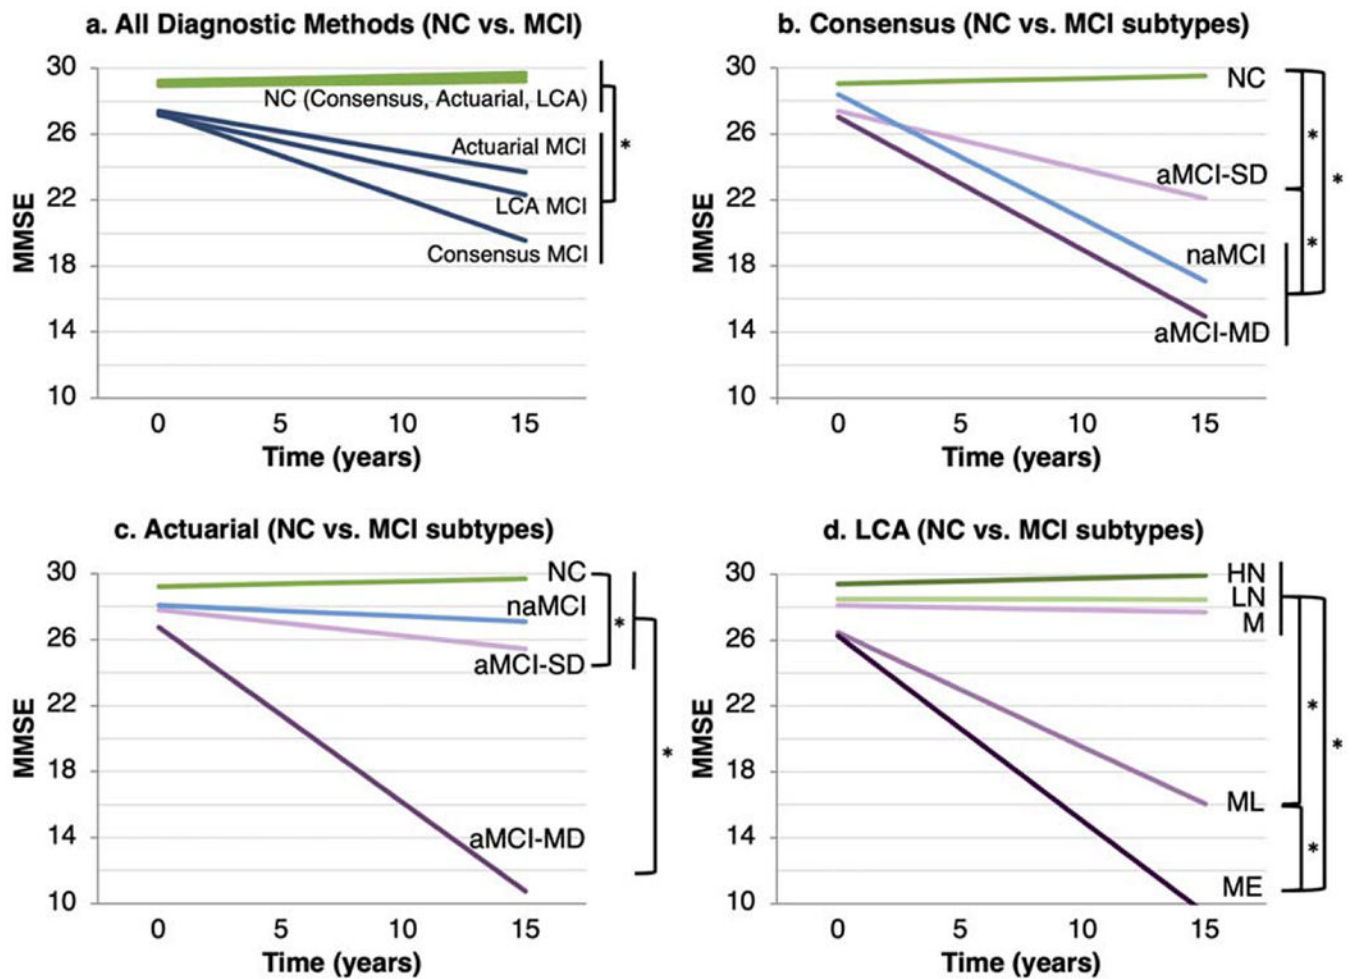 a. All Diagnostic Methods (NC vs. MCI)
30
26
22
18
14
10
MMSE
NC (Consensus, Actuarial, LCA)
Actuarial MCI
LCA MCI
Consensus MCI
*
0 5 10 15
Time (years)
b. Consensus (NC vs. MCI subtypes)
30
26
22
18
14
10
MMSE
NC
aMCI-SD
naMCI
aMCI-MD
*
*
*
0 5 10 15
Time (years)
c. Actuarial (NC vs. MCI subtypes)
30
26
22
18
14
10
MMSE
NC
naMCI
aMCI-SD
aMCI-MD
*
*
0 5 10 15
Time (years)
d. LCA (NC vs. MCI subtypes)
30
26
22
18
14
10
MMSE
HN
LN
M
ML
ME
*
*
*
0 5 10 15
Time (years)